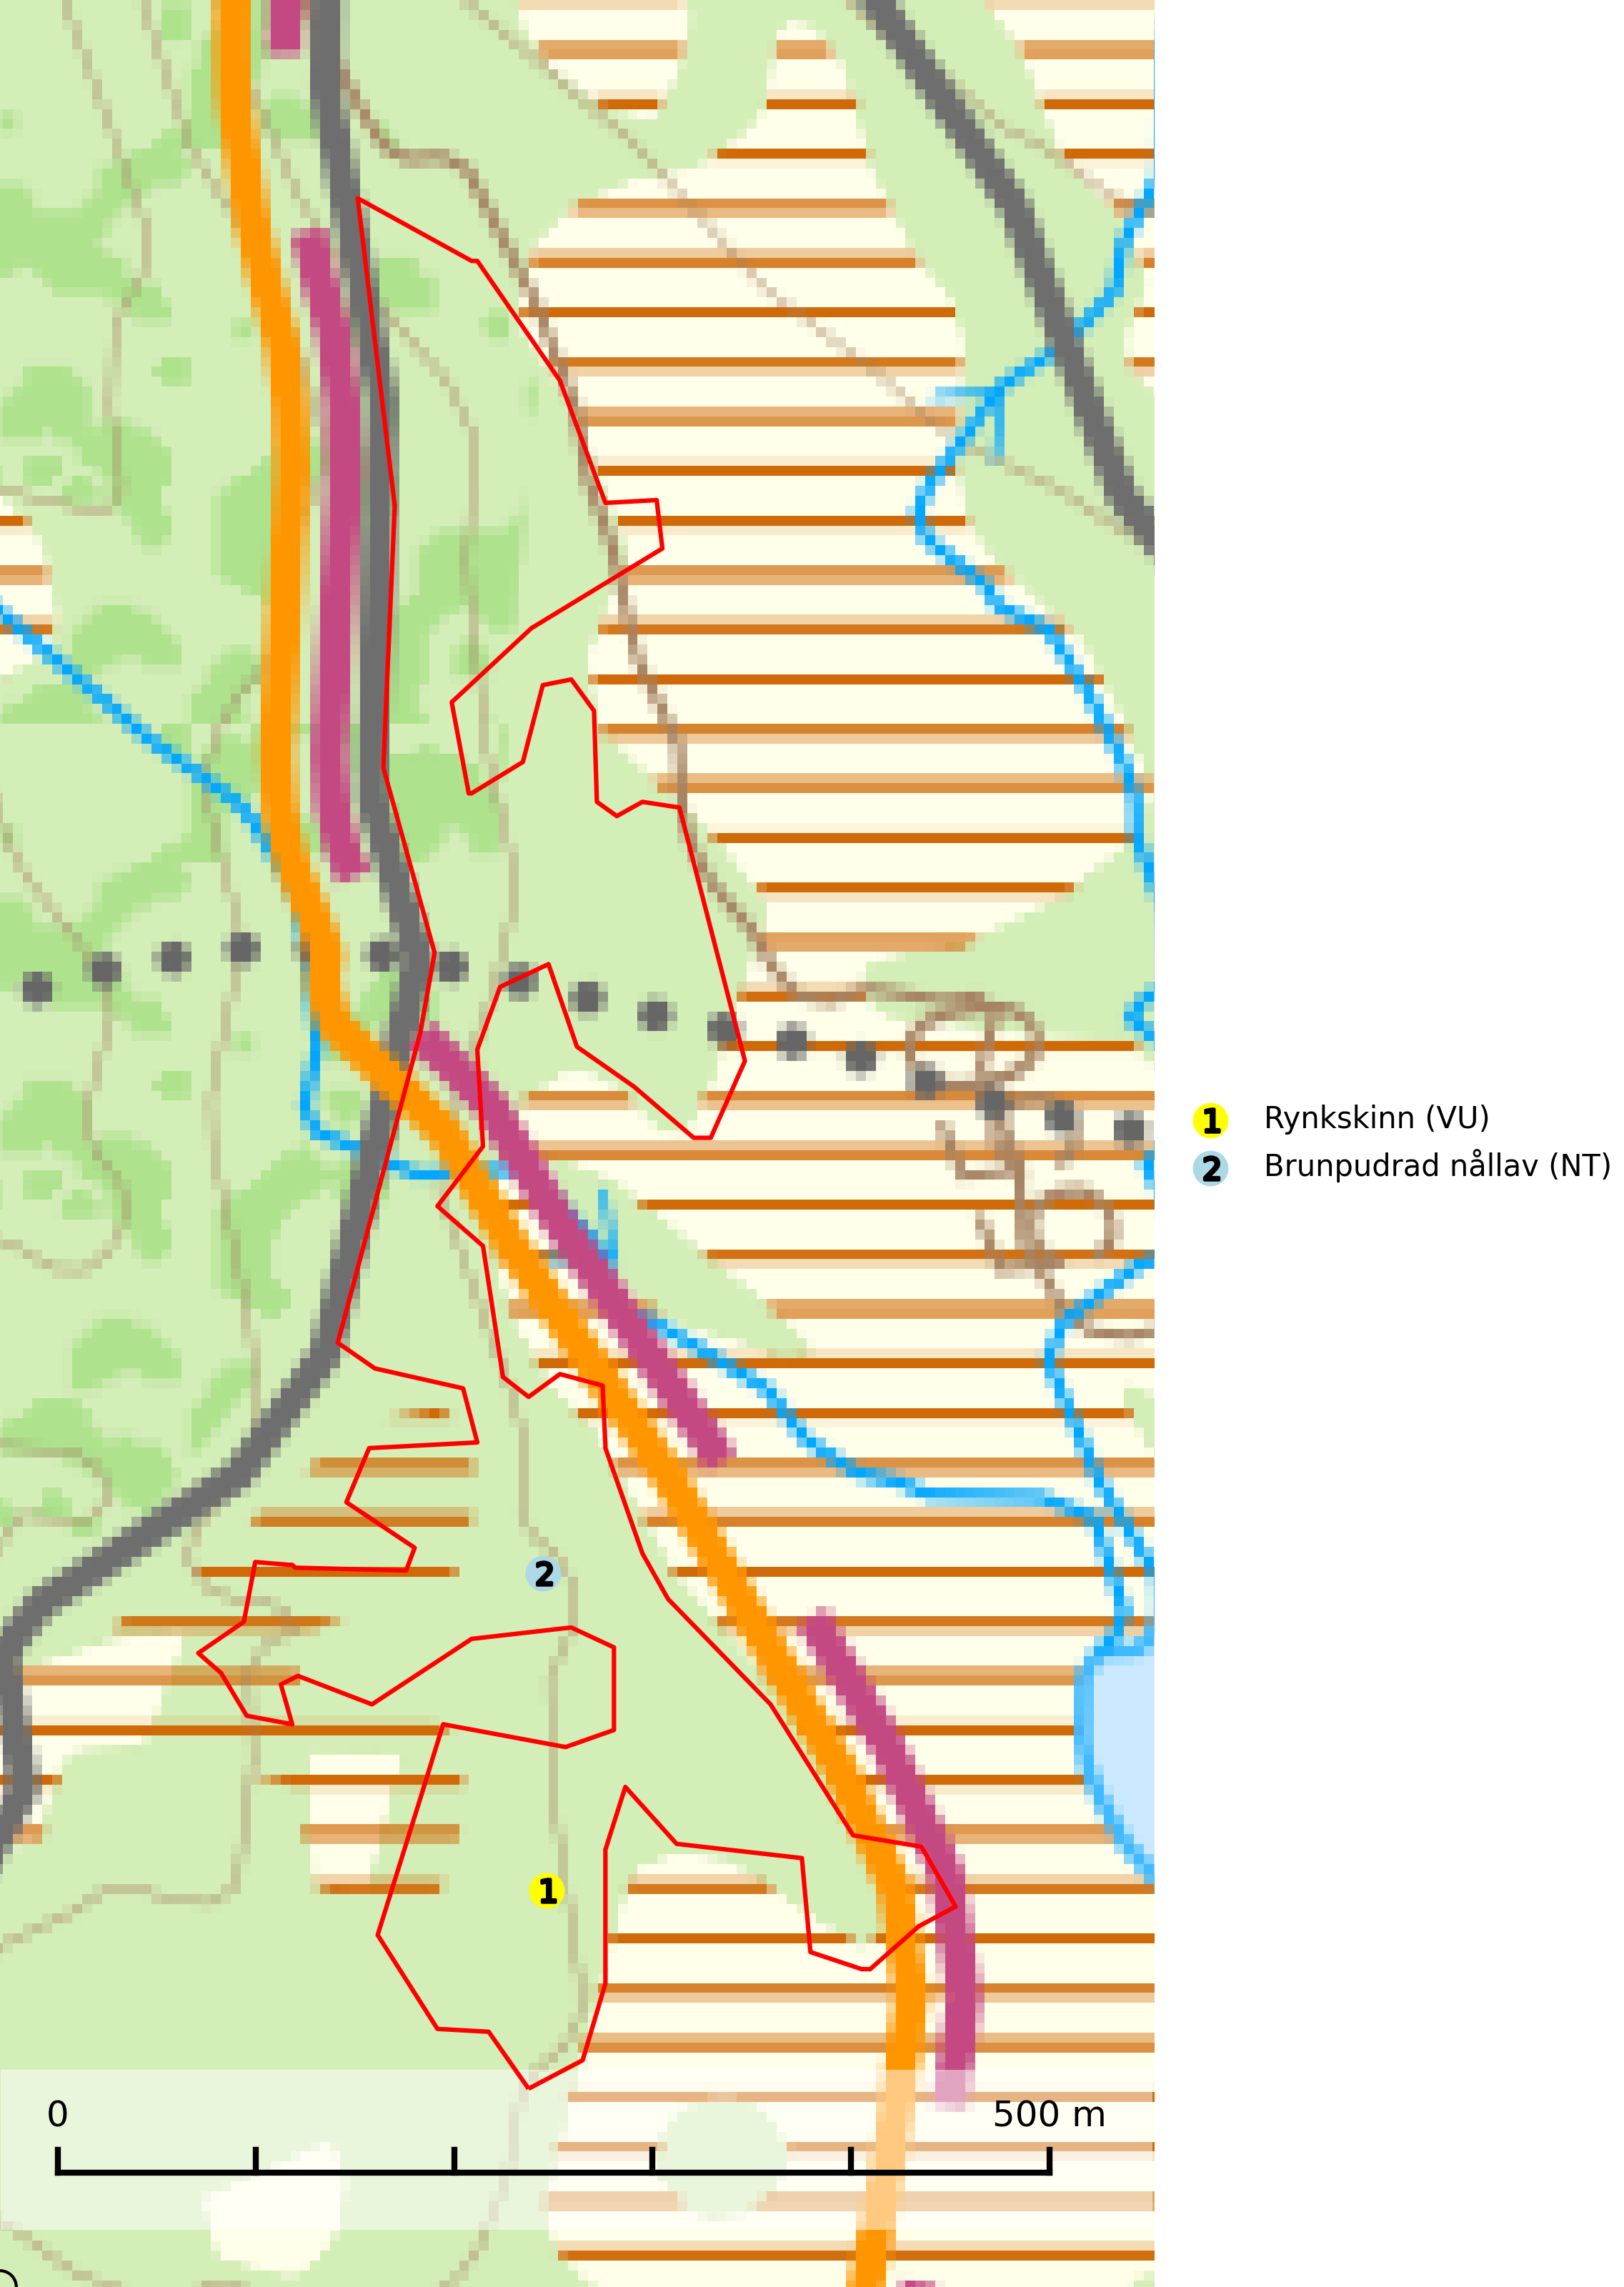 1 Rynkskinn (VU)
2 Brunpudrad nållav (NT)
2
1
0 500 m